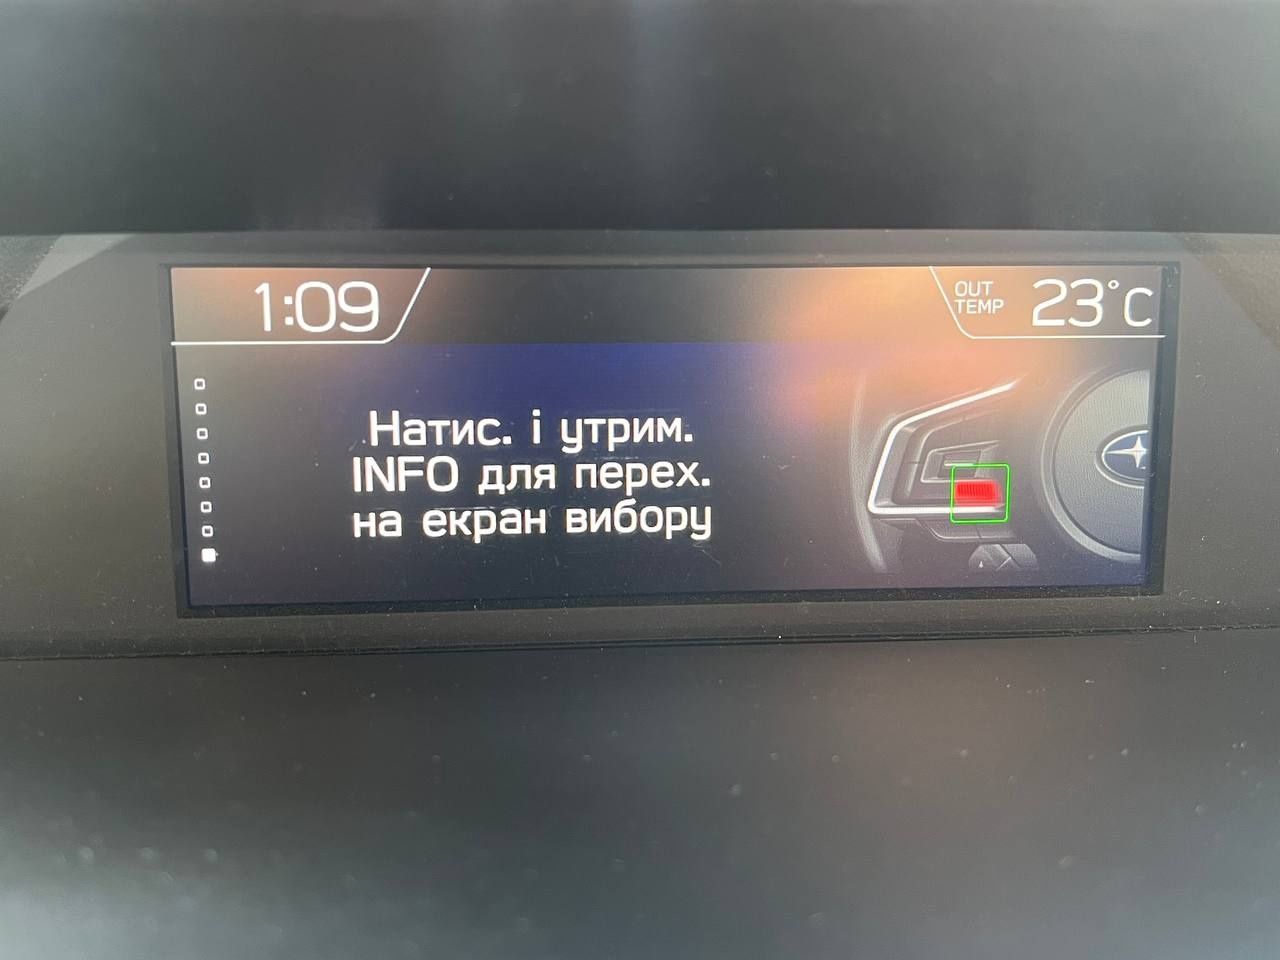 1:09
OUT
TEMP
23°C
Натис. і утрим.
INFO для перех.
на екран вибору